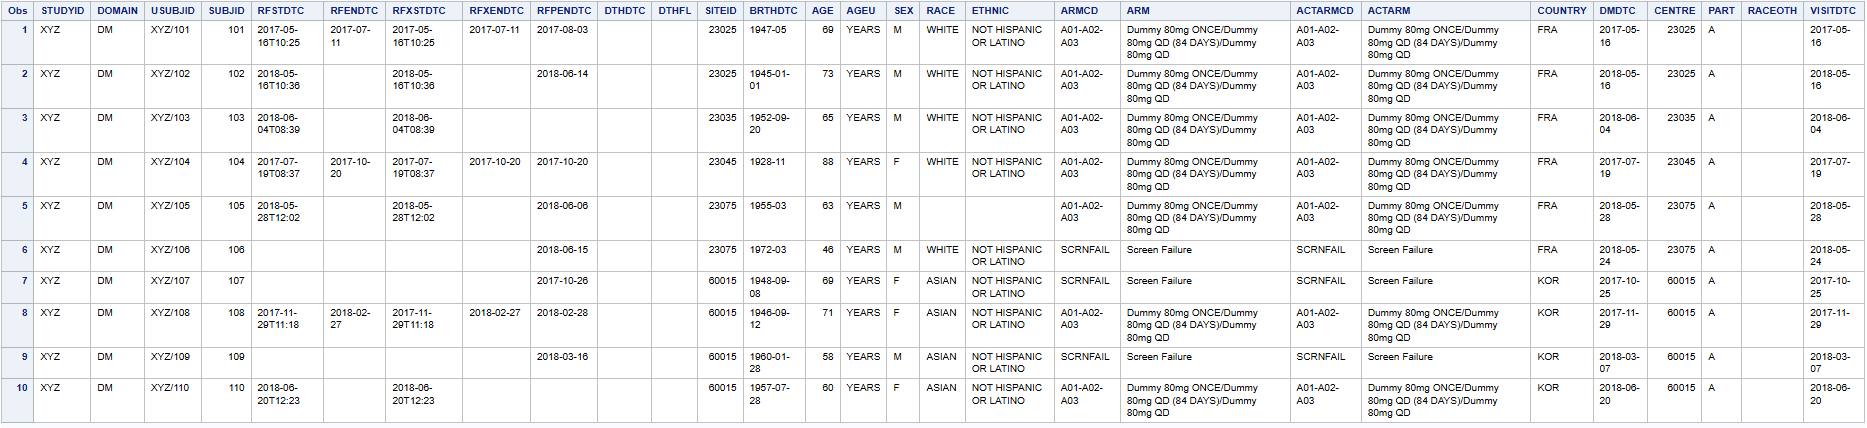 Obs STUDYID DOMAIN USUBJID SUBJID RFSTDTC RFENDTC RFXSTDTC RFXENDTC RFPENDTC DTHDTC DTHFL SITEID BRTHDTC AGE AGEU SEX RACE ETHNIC ARMCD ARM ACTARMCD ACTARM COUNTRY DMDTC CENTRE PART RACEOTH VISITDTC
1 XYZ DM XYZ/101 101 2017-05- 2017-07- 2017-05- 2017-07-11 2017-08-03 23025 1947-05 69 YEARS M WHITE NOT HISPANIC A01-A02- Dummy 80mg ONCE/Dummy A01-A02- Dummy 80mg ONCE/Dummy FRA 2017-05- 23025 A 2017-05-
16T10:25 11 16T10:25 OR LATINO A03 80mg QD (84 DAYS)/Dummy A03 80mg QD (84 DAYS)/Dummy 16 16
80mg QD 80mg QD
2 XYZ DM XYZ/102 102 2018-05- 2018-05- 2018-06-14 23025 1945-01- 73 YEARS M WHITE NOT HISPANIC A01-A02- Dummy 80mg ONCE/Dummy A01-A02- Dummy 80mg ONCE/Dummy FRA 2018-05- 23025 A 2018-05-
16T10:36 16T10:36 01 OR LATINO A03 80mg QD (84 DAYS)/Dummy A03 80mg QD (84 DAYS)/Dummy 16 16
80mg QD 80mg QD
3 XYZ DM XYZ/103 103 2018-06- 2018-06- 23035 1952-09- 65 YEARS M WHITE NOT HISPANIC A01-A02- Dummy 80mg ONCE/Dummy A01-A02- Dummy 80mg ONCE/Dummy FRA 2018-06- 23035 A 2018-06-
04T08:39 04T08:39 20 OR LATINO A03 80mg QD (84 DAYS)/Dummy A03 80mg QD (84 DAYS)/Dummy 04 04
80mg QD 80mg QD
4 XYZ DM XYZ/104 104 2017-07- 2017-10- 2017-07- 2017-10-20 2017-10-20 23045 1928-11 88 YEARS F WHITE NOT HISPANIC A01-A02- Dummy 80mg ONCE/Dummy A01-A02- Dummy 80mg ONCE/Dummy FRA 2017-07- 23045 A 2017-07-
19T08:37 20 19T08:37 OR LATINO A03 80mg QD (84 DAYS)/Dummy A03 80mg QD (84 DAYS)/Dummy 19 19
80mg QD 80mg QD
5 XYZ DM XYZ/105 105 2018-05- 2018-05- 2018-06-06 23075 1955-03 63 YEARS M A01-A02- Dummy 80mg ONCE/Dummy A01-A02- Dummy 80mg ONCE/Dummy FRA 2018-05- 23075 A 2018-05-
28T12:02 28T12:02 A03 80mg QD (84 DAYS)/Dummy A03 80mg QD (84 DAYS)/Dummy 28 28
80mg QD 80mg QD
6 XYZ DM XYZ/106 106 2018-06-15 23075 1972-03 46 YEARS M WHITE NOT HISPANIC SCRNFAIL Screen Failure SCRNFAIL Screen Failure FRA 2018-05- 23075 A 2018-05-
OR LATINO 24 24
7 XYZ DM XYZ/107 107 2017-10-26 60015 1948-09- 69 YEARS F ASIAN NOT HISPANIC SCRNFAIL Screen Failure SCRNFAIL Screen Failure KOR 2017-10- 60015 A 2017-10-
08 OR LATINO 25 25
8 XYZ DM XYZ/108 108 2017-11- 2018-02- 2017-11- 2018-02-27 2018-02-28 60015 1946-09- 71 YEARS F ASIAN NOT HISPANIC A01-A02- Dummy 80mg ONCE/Dummy A01-A02- Dummy 80mg ONCE/Dummy KOR 2017-11- 60015 A 2017-11-
29T11:18 27 29T11:18 12 OR LATINO A03 80mg QD (84 DAYS)/Dummy A03 80mg QD (84 DAYS)/Dummy 29 29
80mg QD 80mg QD
9 XYZ DM XYZ/109 109 2018-03-16 60015 1960-01- 58 YEARS M ASIAN NOT HISPANIC SCRNFAIL Screen Failure SCRNFAIL Screen Failure KOR 2018-03- 60015 A 2018-03-
28 OR LATINO 07 07
10 XYZ DM XYZ/110 110 2018-06- 2018-06- 60015 1957-07- 60 YEARS F ASIAN NOT HISPANIC A01-A02- Dummy 80mg ONCE/Dummy A01-A02- Dummy 80mg ONCE/Dummy KOR 2018-06- 60015 A 2018-06-
20T12:23 20T12:23 28 OR LATINO A03 80mg QD (84 DAYS)/Dummy A03 80mg QD (84 DAYS)/Dummy 20 20
80mg QD 80mg QD